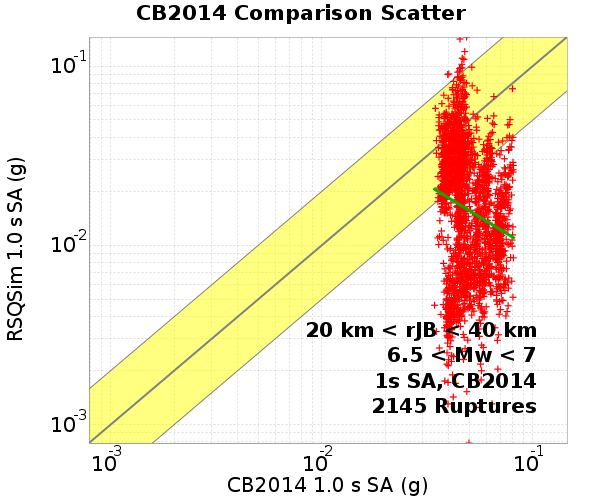 CB2014 Comparison Scatter
RSQSim 1.0 s SA (g)
10-1
10-2
10-3
20 km < rJB < 40 km
6.5 < Mw < 7
1s SA, CB2014
2145 Ruptures
10-3 10-2 10-1
CB2014 1.0 s SA (g)